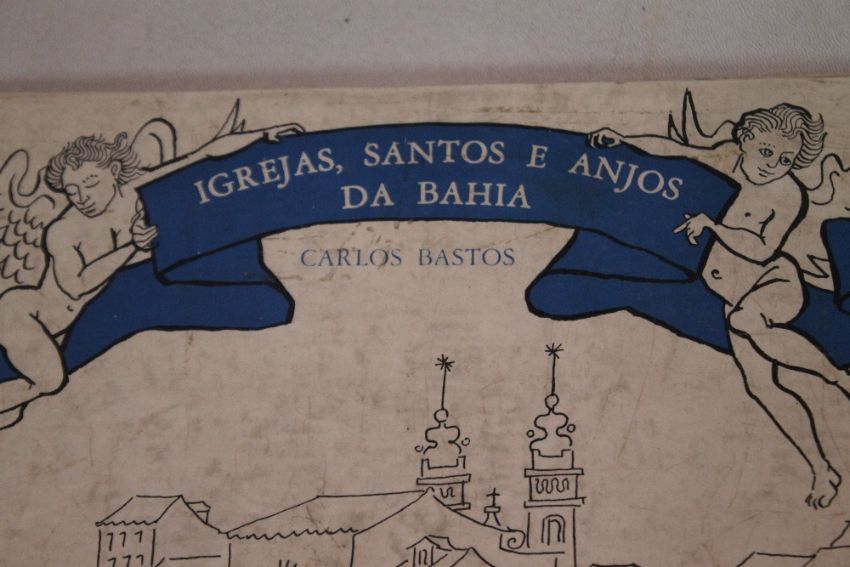 IGREJAS, SANTOS E ANJOS
DA BAHIA
CARLOS BASTOS